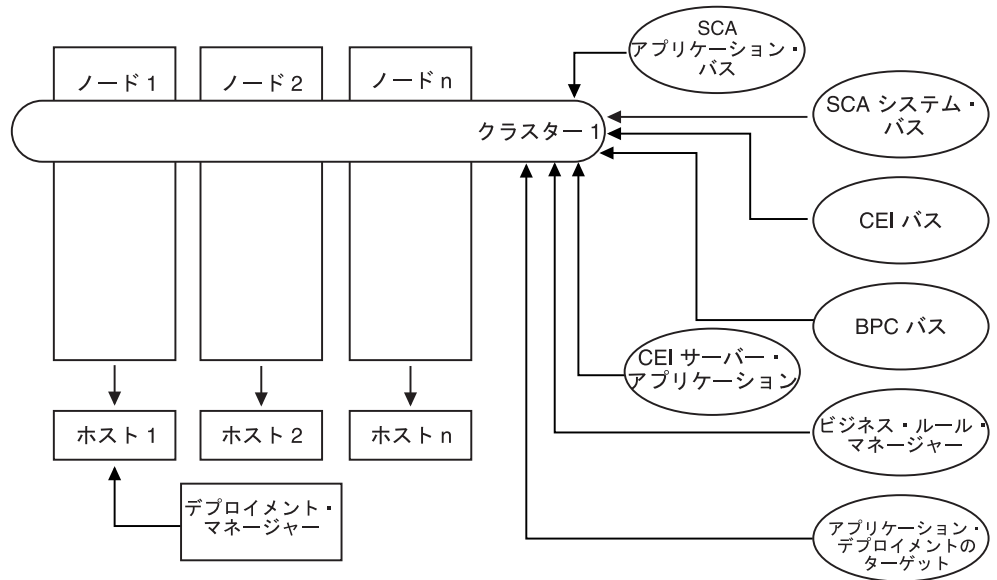 SCA
アプリケーション・
バス
ノード 1
ノード 2
ノード n
SCA システム・
バス
クラスター 1
CEI バス
BPC バス
CEI サーバー・
アプリケーション
ビジネス・ルール・
マネージャー
ホスト 1
ホスト 2
ホスト n
デプロイメント・
マネージャー
アプリケーション・
デプロイメントの
ターゲット